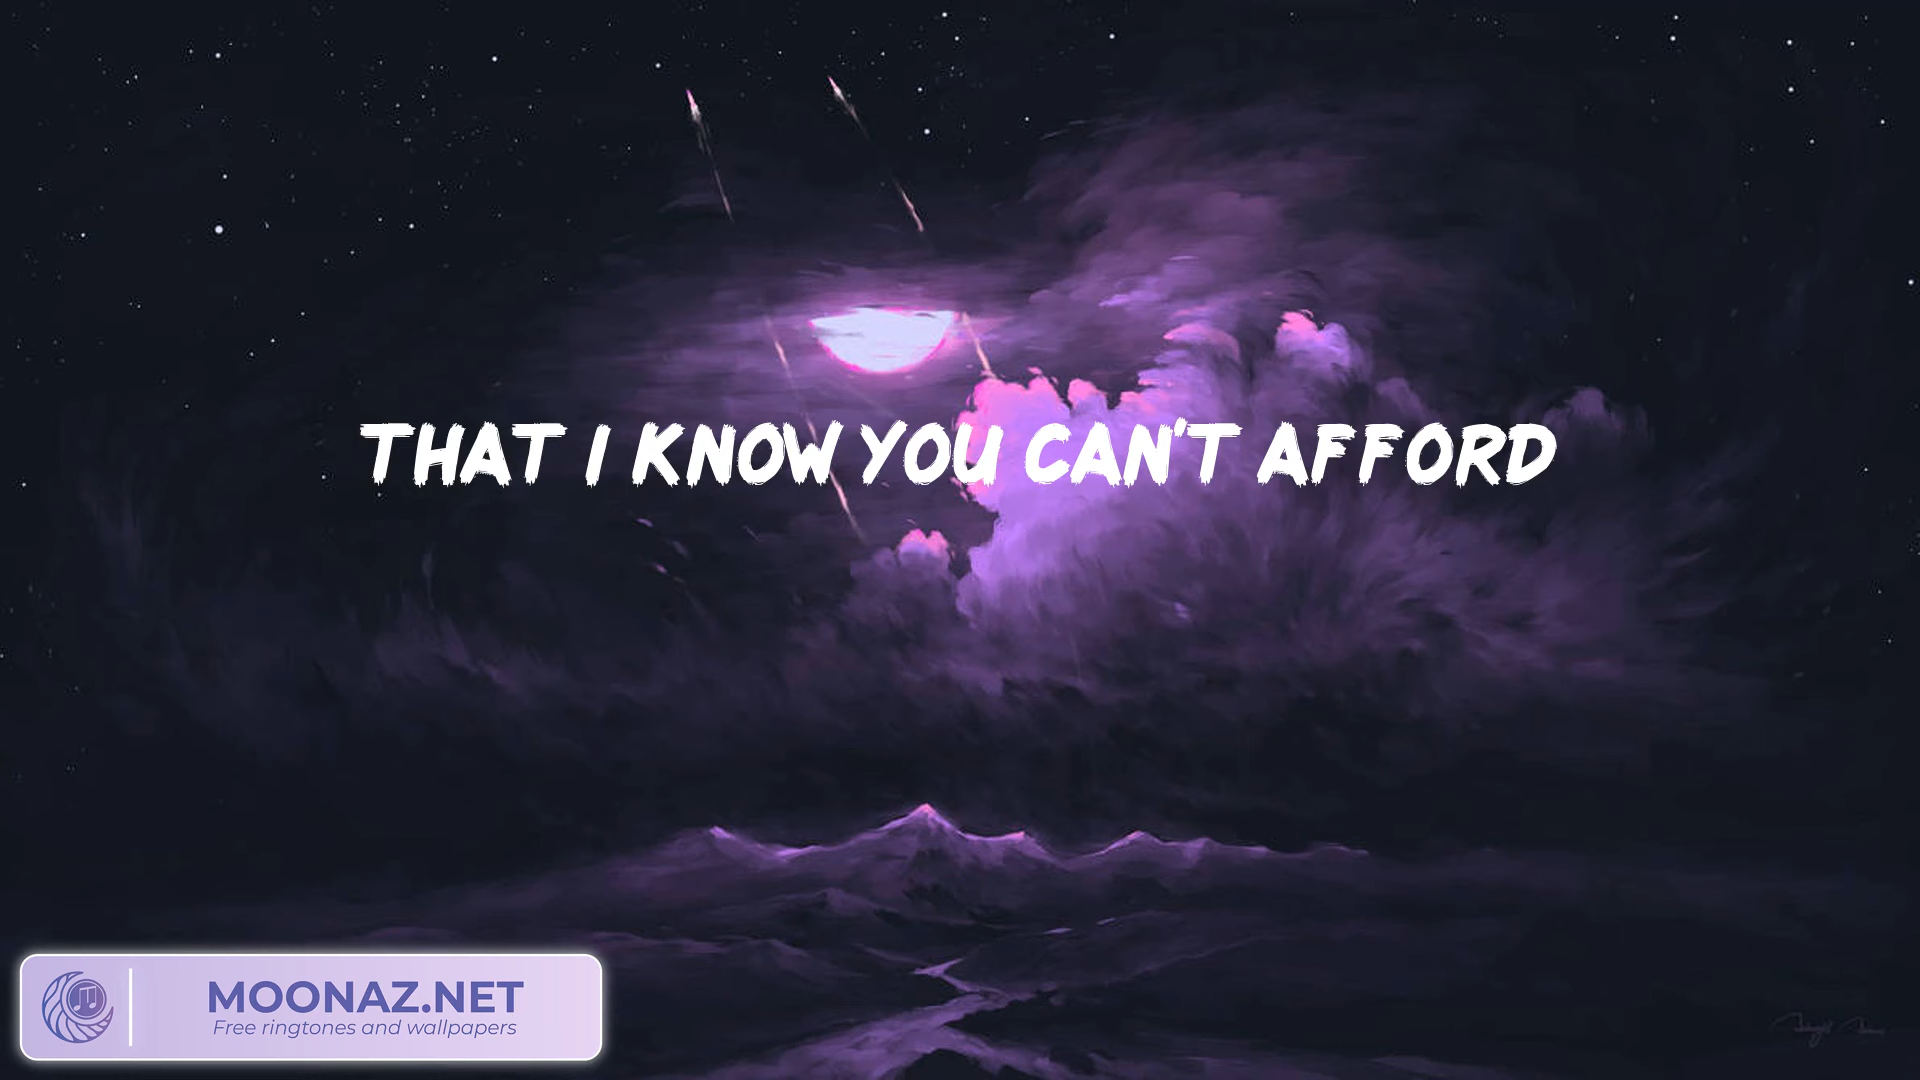 THAT I KNOW YOU CAN'T AFFORD
MOONAZ.NET
Free ringtones and wallpapers